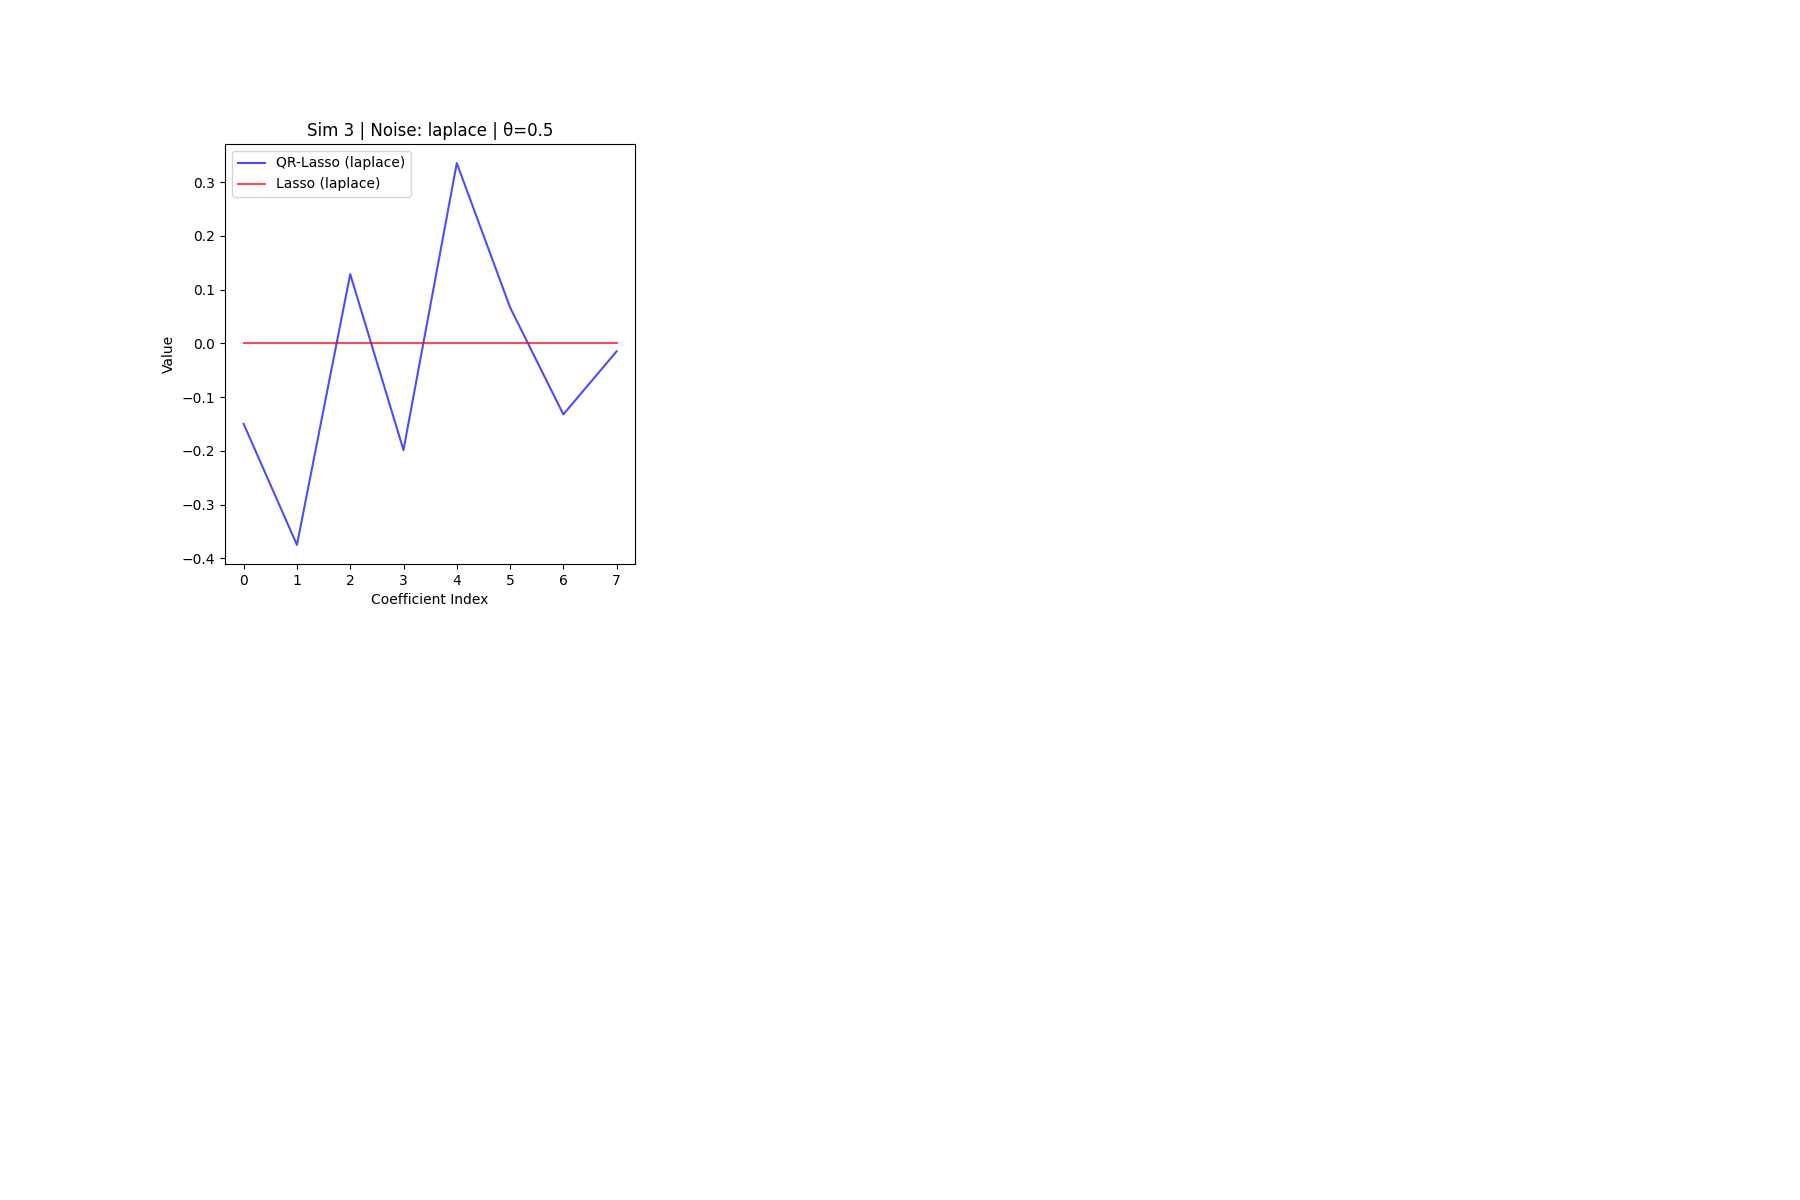 Sim 3 | Noise: laplace | θ=0.5
QR-Lasso (laplace)
Lasso (laplace)
0.3
0.2
0.1
0.0
−0.1
−0.2
−0.3
−0.4
Value
0 1 2 3 4 5 6 7
Coefficient Index